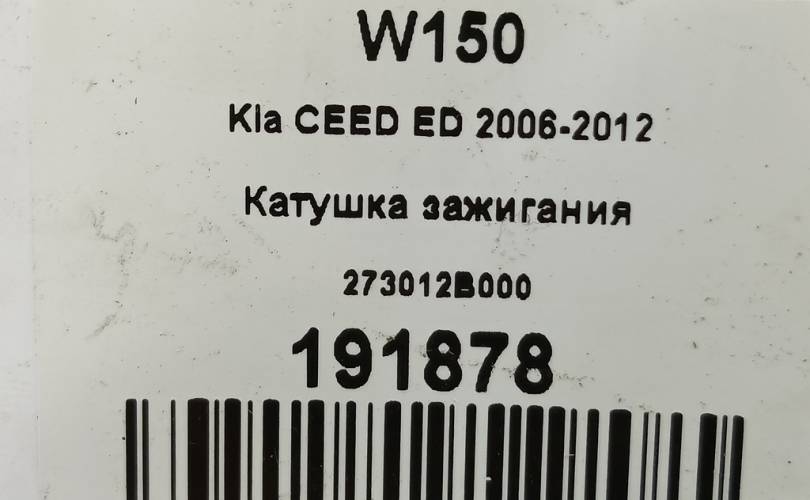 W150
Kia CEED ED 2006-2012
Катушка зажигания
273012B000
191878